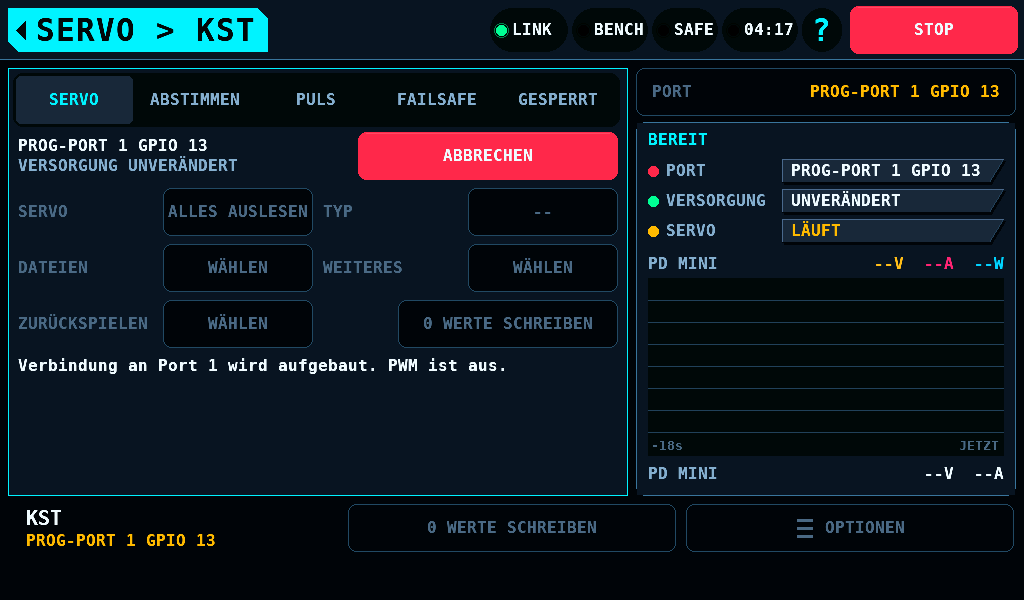 SERVO > KST
LINK
BENCH
SAFE
04:17
?
STOP
SERVO
ABSTIMMEN
PULS
FAILSAFE
GESPERRT
PROG-PORT 1 GPIO 13
VERSORGUNG UNVERÄNDERT
ABBRECHEN
SERVO
ALLES AUSLESEN
TYP
--
DATEIEN
WÄHLEN
WEITERES
WÄHLEN
ZURÜCKSPIELEN
WÄHLEN
0 WERTE SCHREIBEN
Verbindung an Port 1 wird aufgebaut. PWM ist aus.
PORT
PROG-PORT 1 GPIO 13
BEREIT
PORT
PROG-PORT 1 GPIO 13
VERSORGUNG
UNVERÄNDERT
SERVO
LÄUFT
PD MINI
--V
--A
--W
-18s
JETZT
PD MINI
--V
--A
KST
PROG-PORT 1 GPIO 13
0 WERTE SCHREIBEN
OPTIONEN